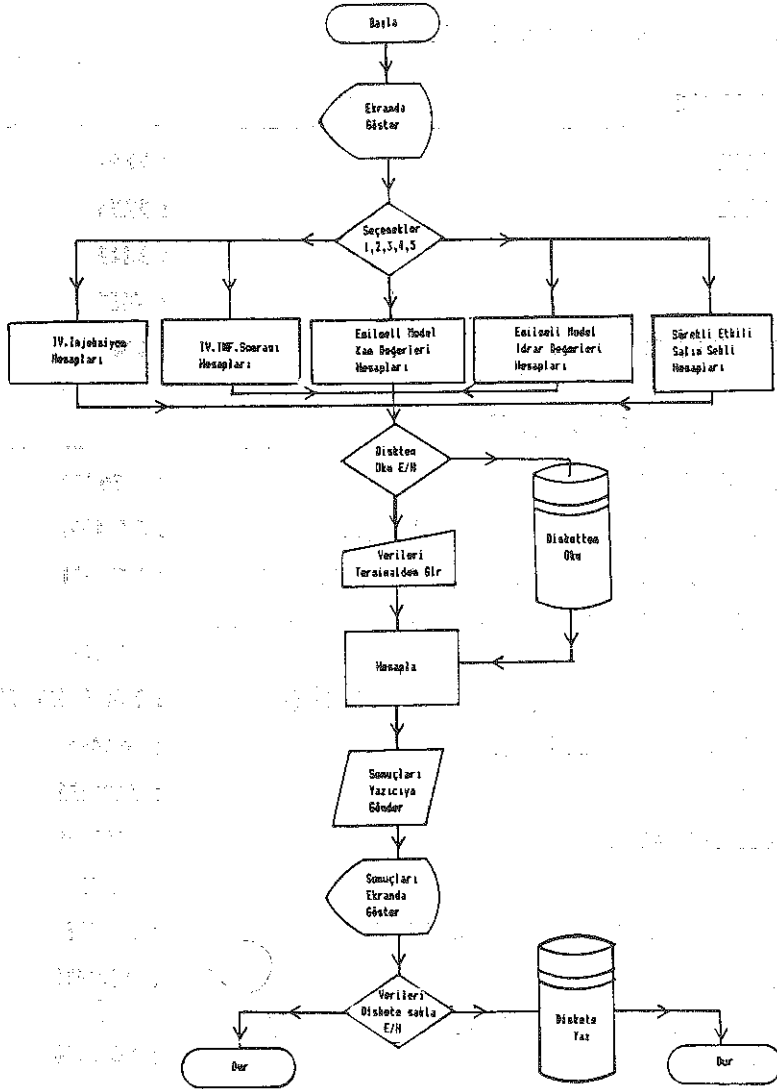 Başla
Ekranda
Göster
Seçenekler
1,2,3,4,5
IV.İnjeksiyon
Hesapları
IV.INF.Sonrası
Hesapları
Emilmeli Model
Kan Değerleri
Hesapları
Emilmeli Model
İdrar Değerleri
Hesapları
Sürekli Etkili
Salım Şekli
Hesapları
Diskten
Oku E/H
Disketten
Oku
Verileri
Terminalden Gir
Hesapla
Sonuçları
Yazıcıya
Gönder
Sonuçları
Ekranda
Göster
Verileri
Diskete sakla
E/H
Diskete
Yaz
Dur
Dur